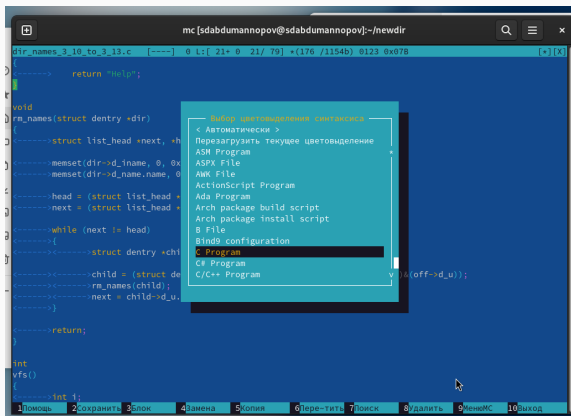 mc [sdabdumannopov@sdabdumannopov]:~/newdir
dir_names_3_10_to_3_13.c [----] 0 L:[ 21+ 0 21/ 79] *(176 /1154b) 0123 0x07B [*][X]
{
<------> return "Help";
}
void
rm_names(struct dentry *dir)
{
<------>struct list_head *next, *h
<------>memset(dir->d_iname, 0, 0x
<------>memset(dir->d_name.name, 0
<------>head = (struct list_head *
<------>next = (struct list_head *
<------>while (next != head)
<------>{
<------><------>struct dentry *chi
<------><------>child = (struct de )&(off->d_u));
<------><------>rm_names(child);
<------><------>next = child->d_u.
<------>}
<------>return;
}
int
vfs()
{
<------>int i;
Выбор цветовыделения синтаксиса
< Автоматически >
Перезагрузить текущее цветовыделение
ASM Program
ASPX File
AWK File
ActionScript Program
Ada Program
Arch package build script
Arch package install script
B File
Bind9 configuration
C Program
C# Program
C/C++ Program
1Помощь 2Сохранить 3Блок 4Замена 5Копия 6Пере~тить 7Поиск 8Удалить 9МенюMC 10Выход